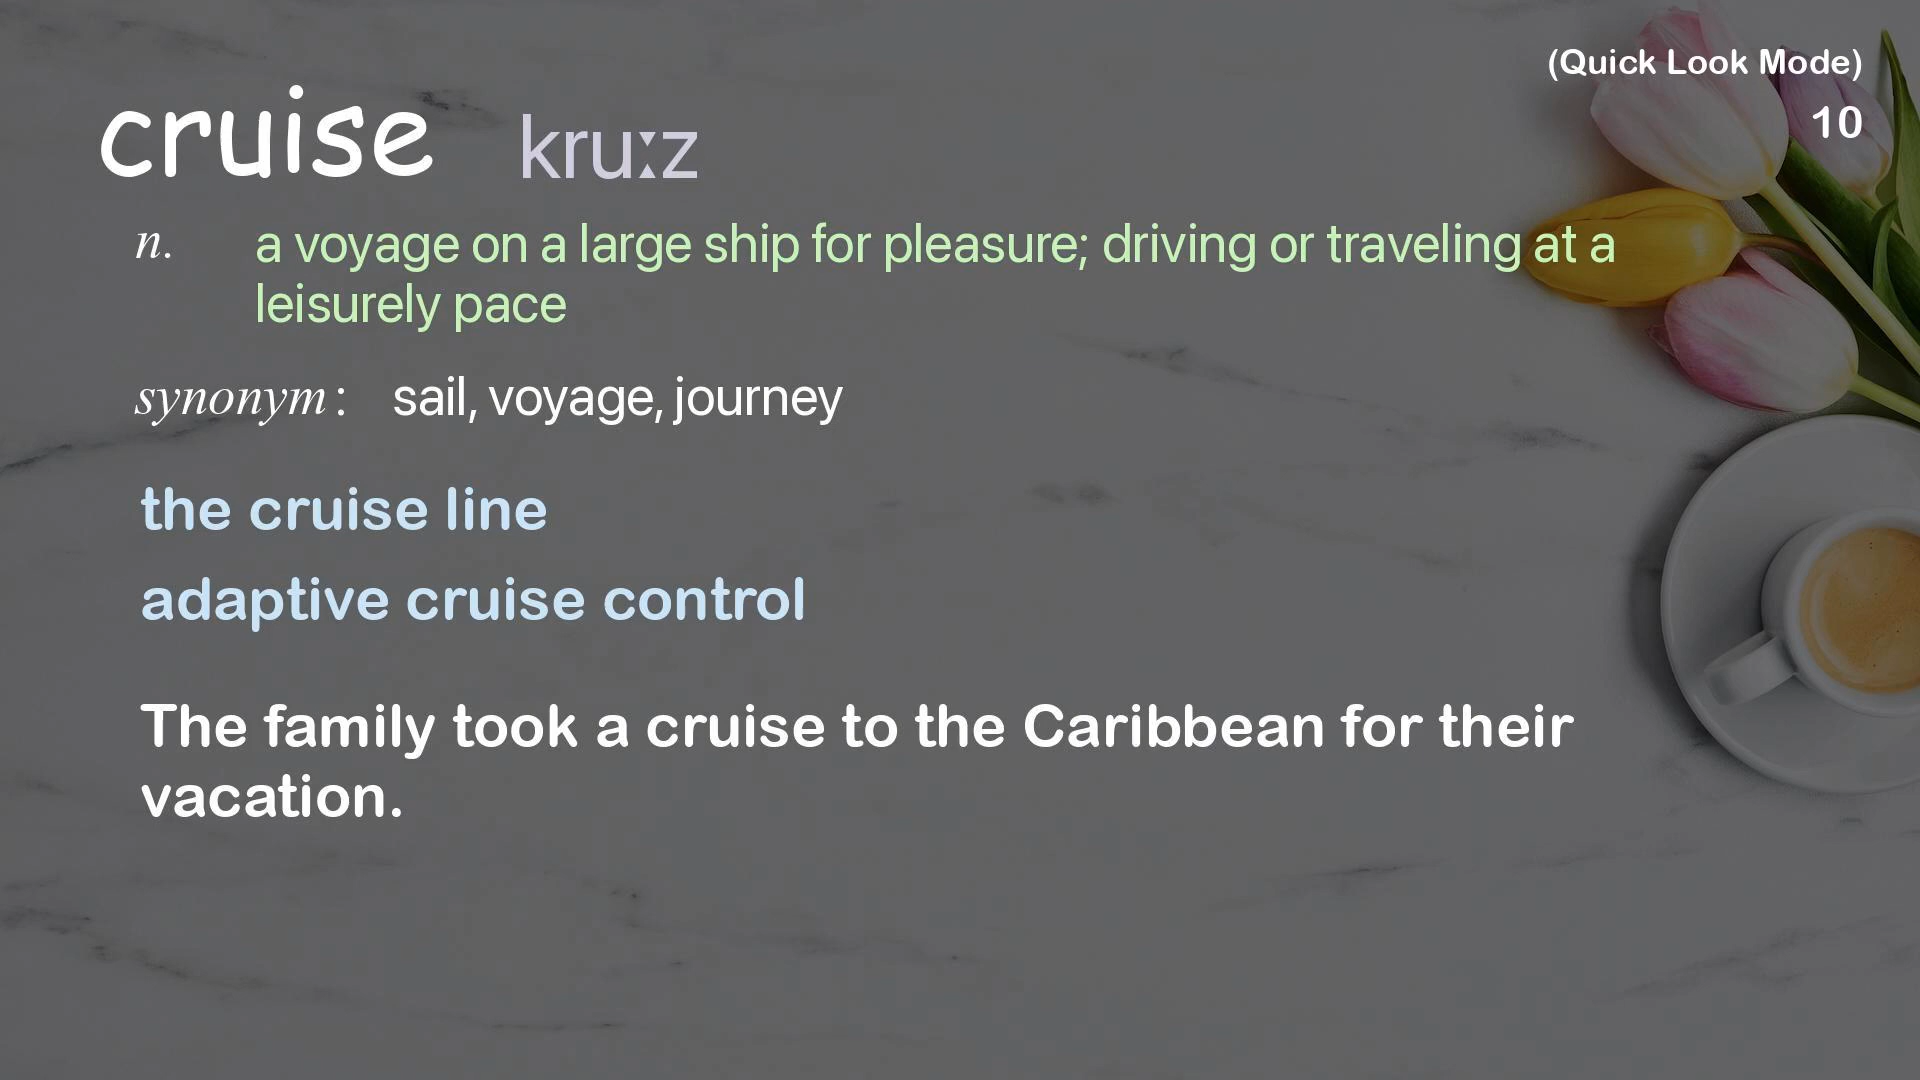 (Quick Look Mode)
10
cruise kruːz
n. a voyage on a large ship for pleasure; driving or traveling at a
leisurely pace
synonym: sail, voyage, journey
the cruise line
adaptive cruise control
The family took a cruise to the Caribbean for their
vacation.